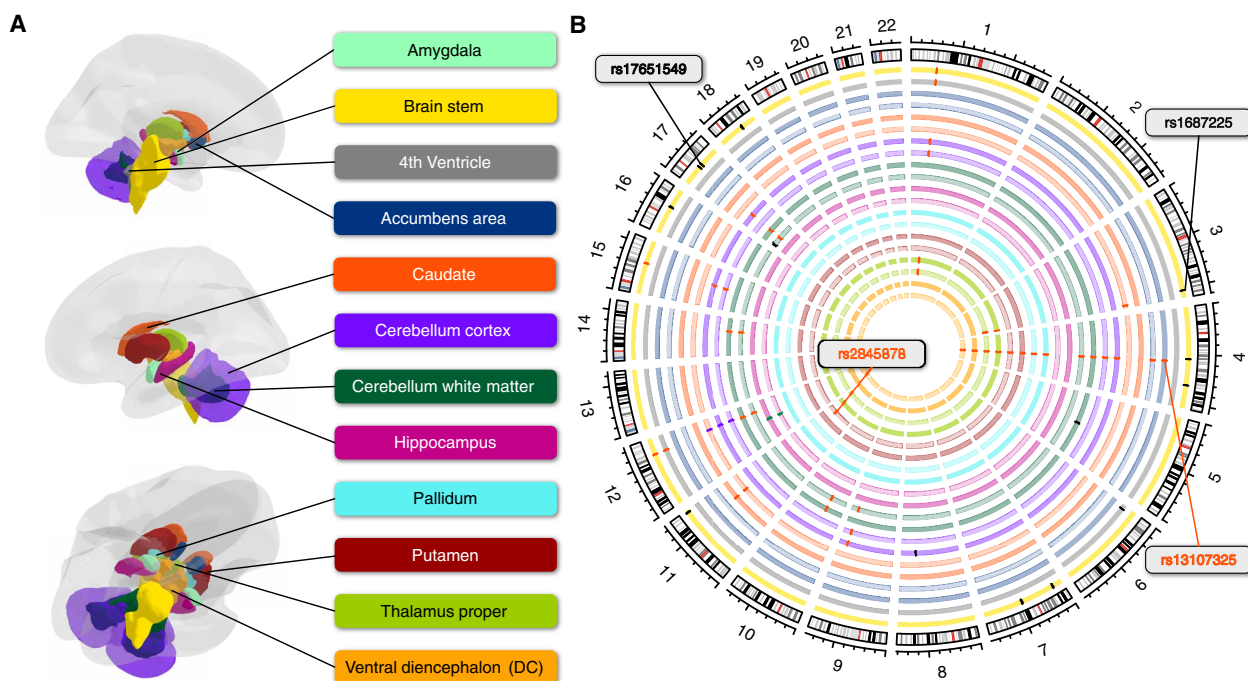 A
Amygdala
Brain stem
4th Ventricle
Accumbens area
Caudate
Cerebellum cortex
Cerebellum white matter
Hippocampus
Pallidum
Putamen
Thalamus proper
Ventral diencephalon (DC)
B
1
2
3
4
5
6
7
8
9
10
11
12
13
14
15
16
17
18
19
20
21
22
rs17651549
rs1687225
rs2845878
rs13107325